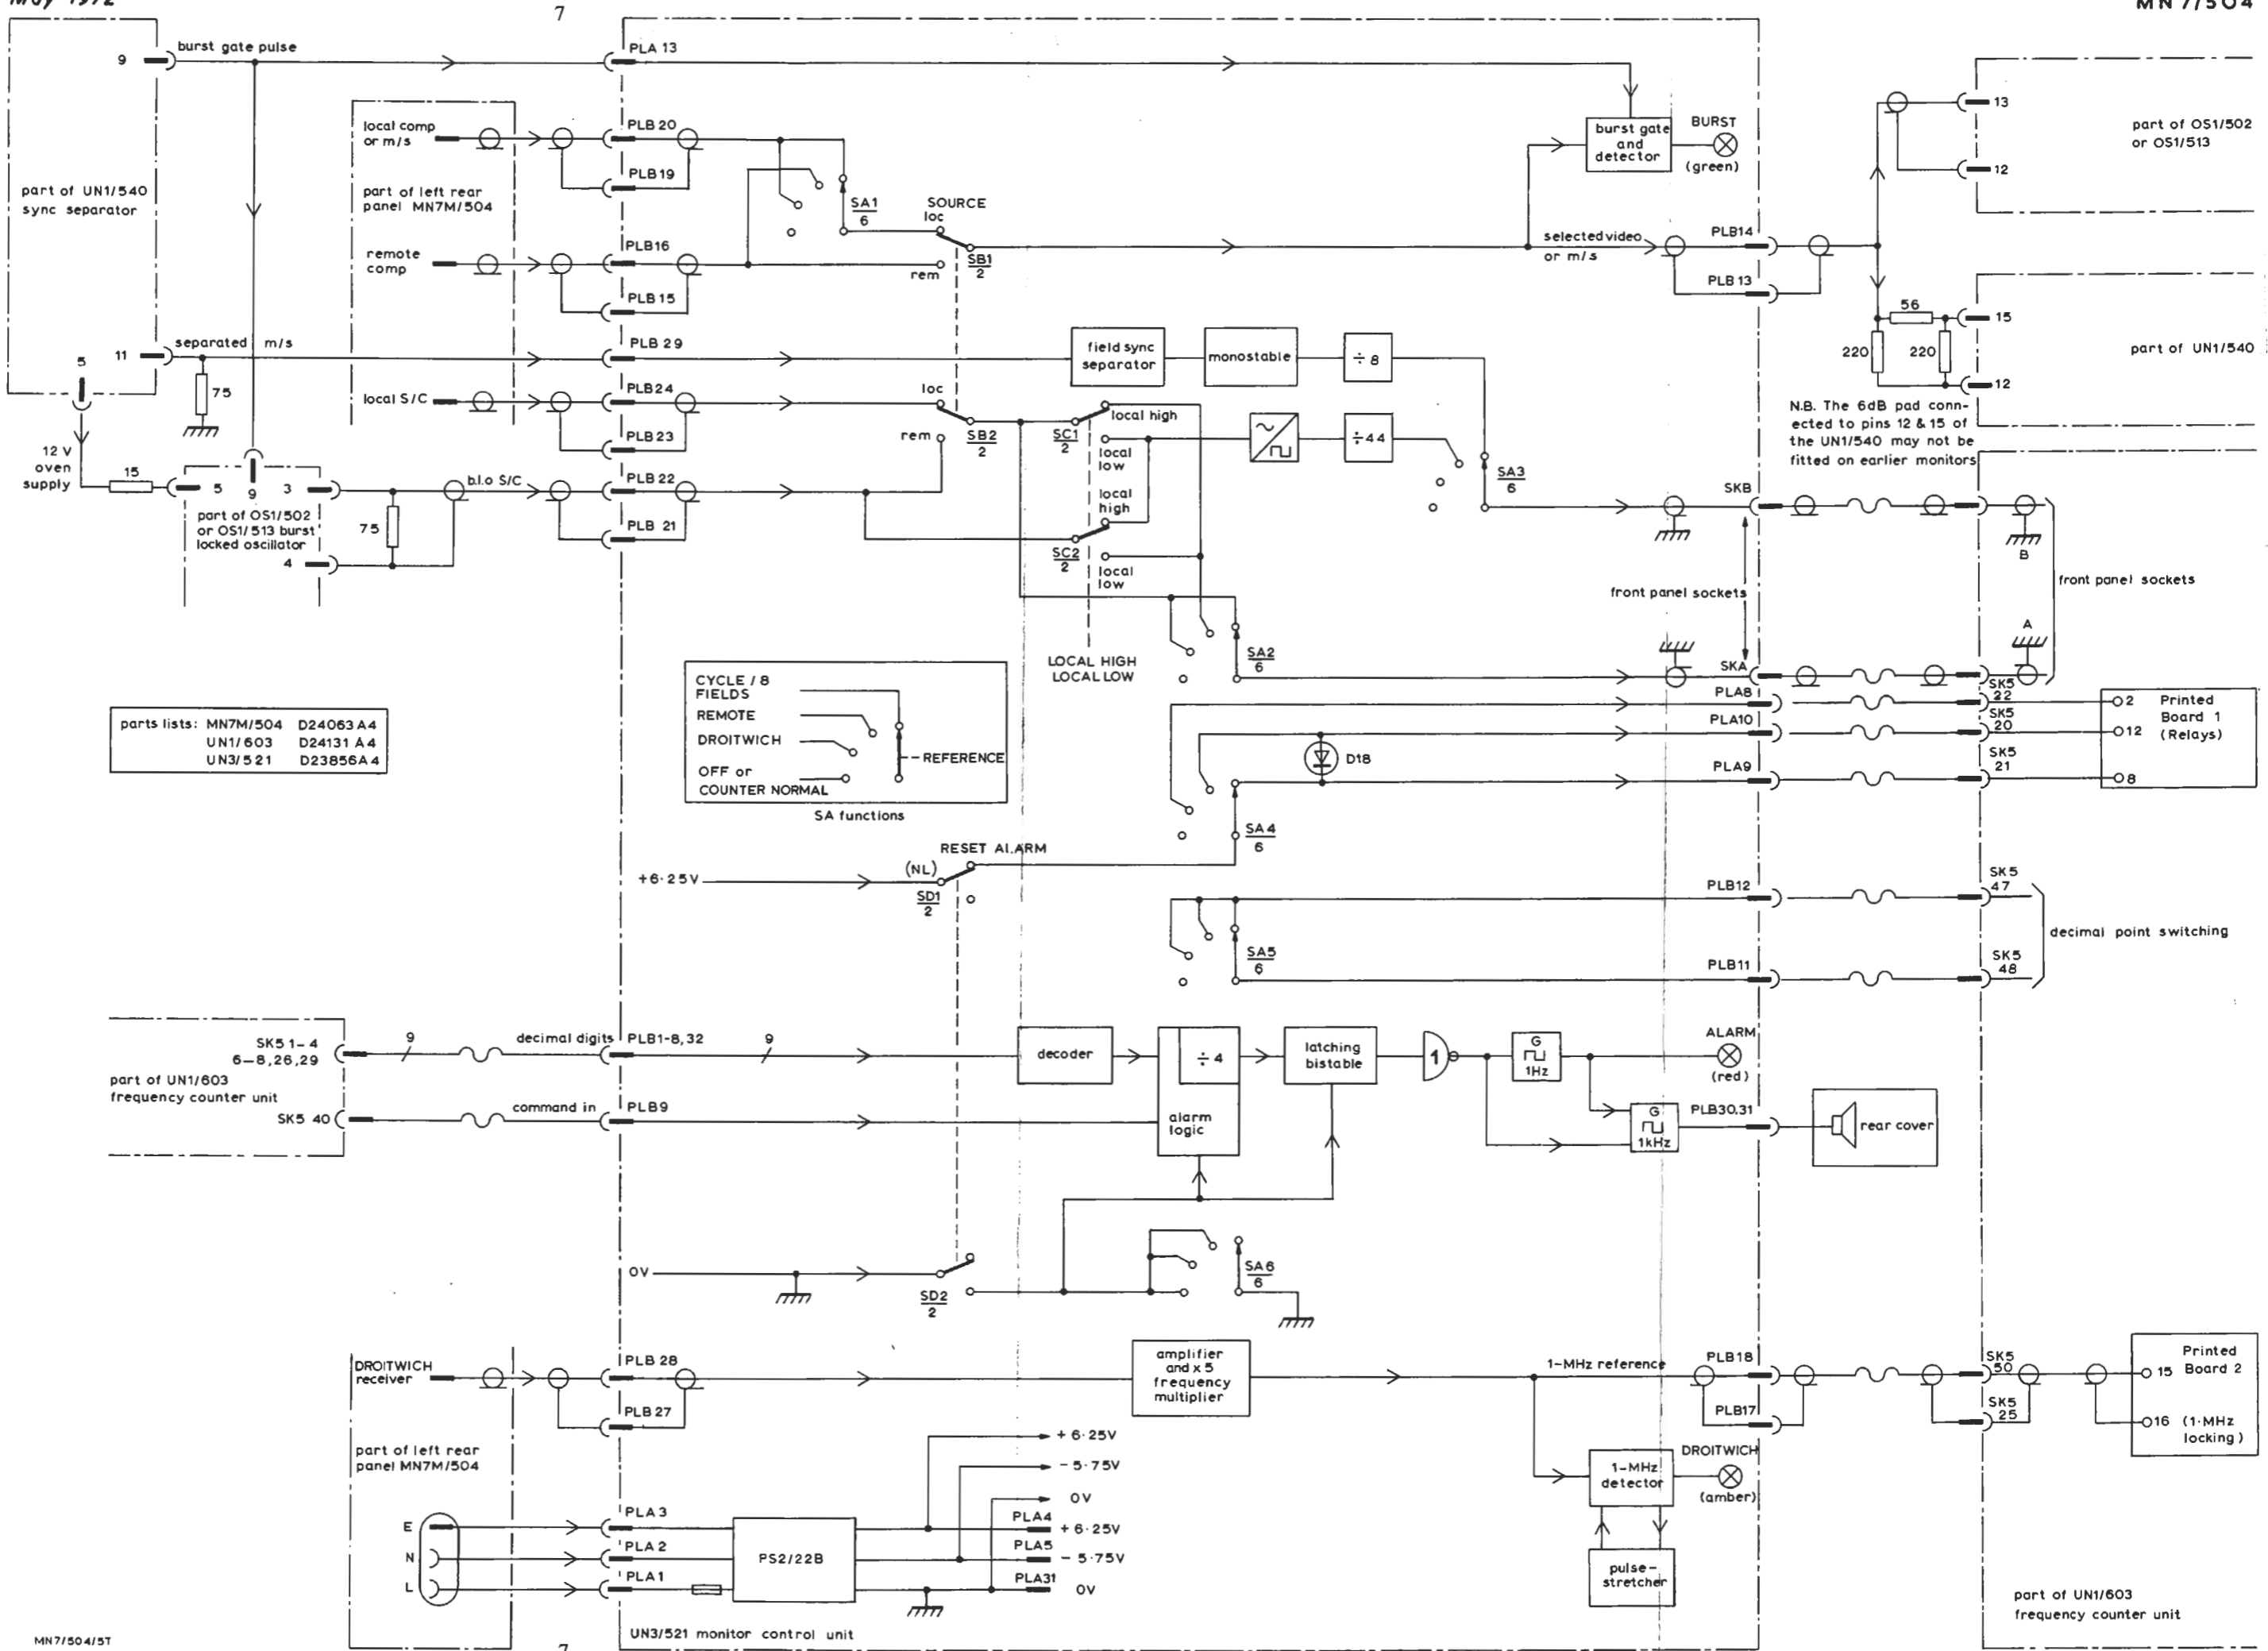 May 1972
7
MN 7/504
burst gate pulse
9
PLA 13
part of UN1/540
sync separator
local comp
or m/s
part of left rear
panel MN7M/504
remote
comp
PLB 20
PLB 19
PLB16
PLB 15
SA1
6
SOURCE
loc
rem
SB1
2
burst gate
and
detector
BURST
(green)
selected video
or m/s
PLB14
PLB 13
13
12
part of OS1/502
or OS1/513
56
220
220
15
12
part of UN1/540
N.B. The 6dB pad conn-
ected to pins 12 & 15 of
the UN1/540 may not be
fitted on earlier monitors
5
11
separated m/s
75
PLB 29
field sync
separator
monostable
÷ 8
local S/C
PLB24
PLB23
loc
rem
SB2
2
SC1
2
local high
local
low
local
high
SC2
2
local
low
÷44
SA3
6
SKB
B
12 V
oven
supply
15
5
9
3
part of OS1/502
or OS1/513 burst
locked oscillator
4
75
b.l.o S/C
PLB 22
PLB 21
front panel sockets
front panel sockets
A
LOCAL HIGH
LOCAL LOW
SA2
6
SKA
PLA8
PLA10
PLA9
SK5
22
SK5
20
SK5
21
2
12
8
Printed
Board 1
(Relays)
parts lists: MN7M/504 D24063A4
UN1/603 D24131 A4
UN3/521 D23856A4
CYCLE / 8
FIELDS
REMOTE
DROITWICH
OFF or
COUNTER NORMAL
REFERENCE
SA functions
D18
SA4
6
RESET ALARM
(NL)
+6·25V
SD1
2
SA5
6
PLB12
PLB11
SK5
47
SK5
48
decimal point switching
SK5 1-4
6-8,26,29
9
decimal digits
PLB1-8, 32
9
part of UN1/603
frequency counter unit
SK5 40
command in
PLB9
decoder
÷ 4
alarm
logic
latching
bistable
1
G
1Hz
ALARM
(red)
G
1kHz
PLB30,31
rear cover
0V
SD2
2
SA6
6
DROITWICH
receiver
PLB 28
PLB 27
amplifier
and x 5
frequency
multiplier
1-MHz reference
PLB18
PLB17
SK5
50
SK5
25
15
16
Printed
Board 2
(1·MHz
locking)
part of left rear
panel MN7M/504
E
N
L
PLA 3
PLA 2
PLA 1
PS2/22B
+ 6·25V
- 5·75V
0V
PLA4
+ 6·25V
PLA5
- 5·75V
PLA31
0V
1-MHz
detector
DROITWICH
(amber)
pulse-
stretcher
part of UN1/603
frequency counter unit
UN3/521 monitor control unit
MN7/504/5T
7